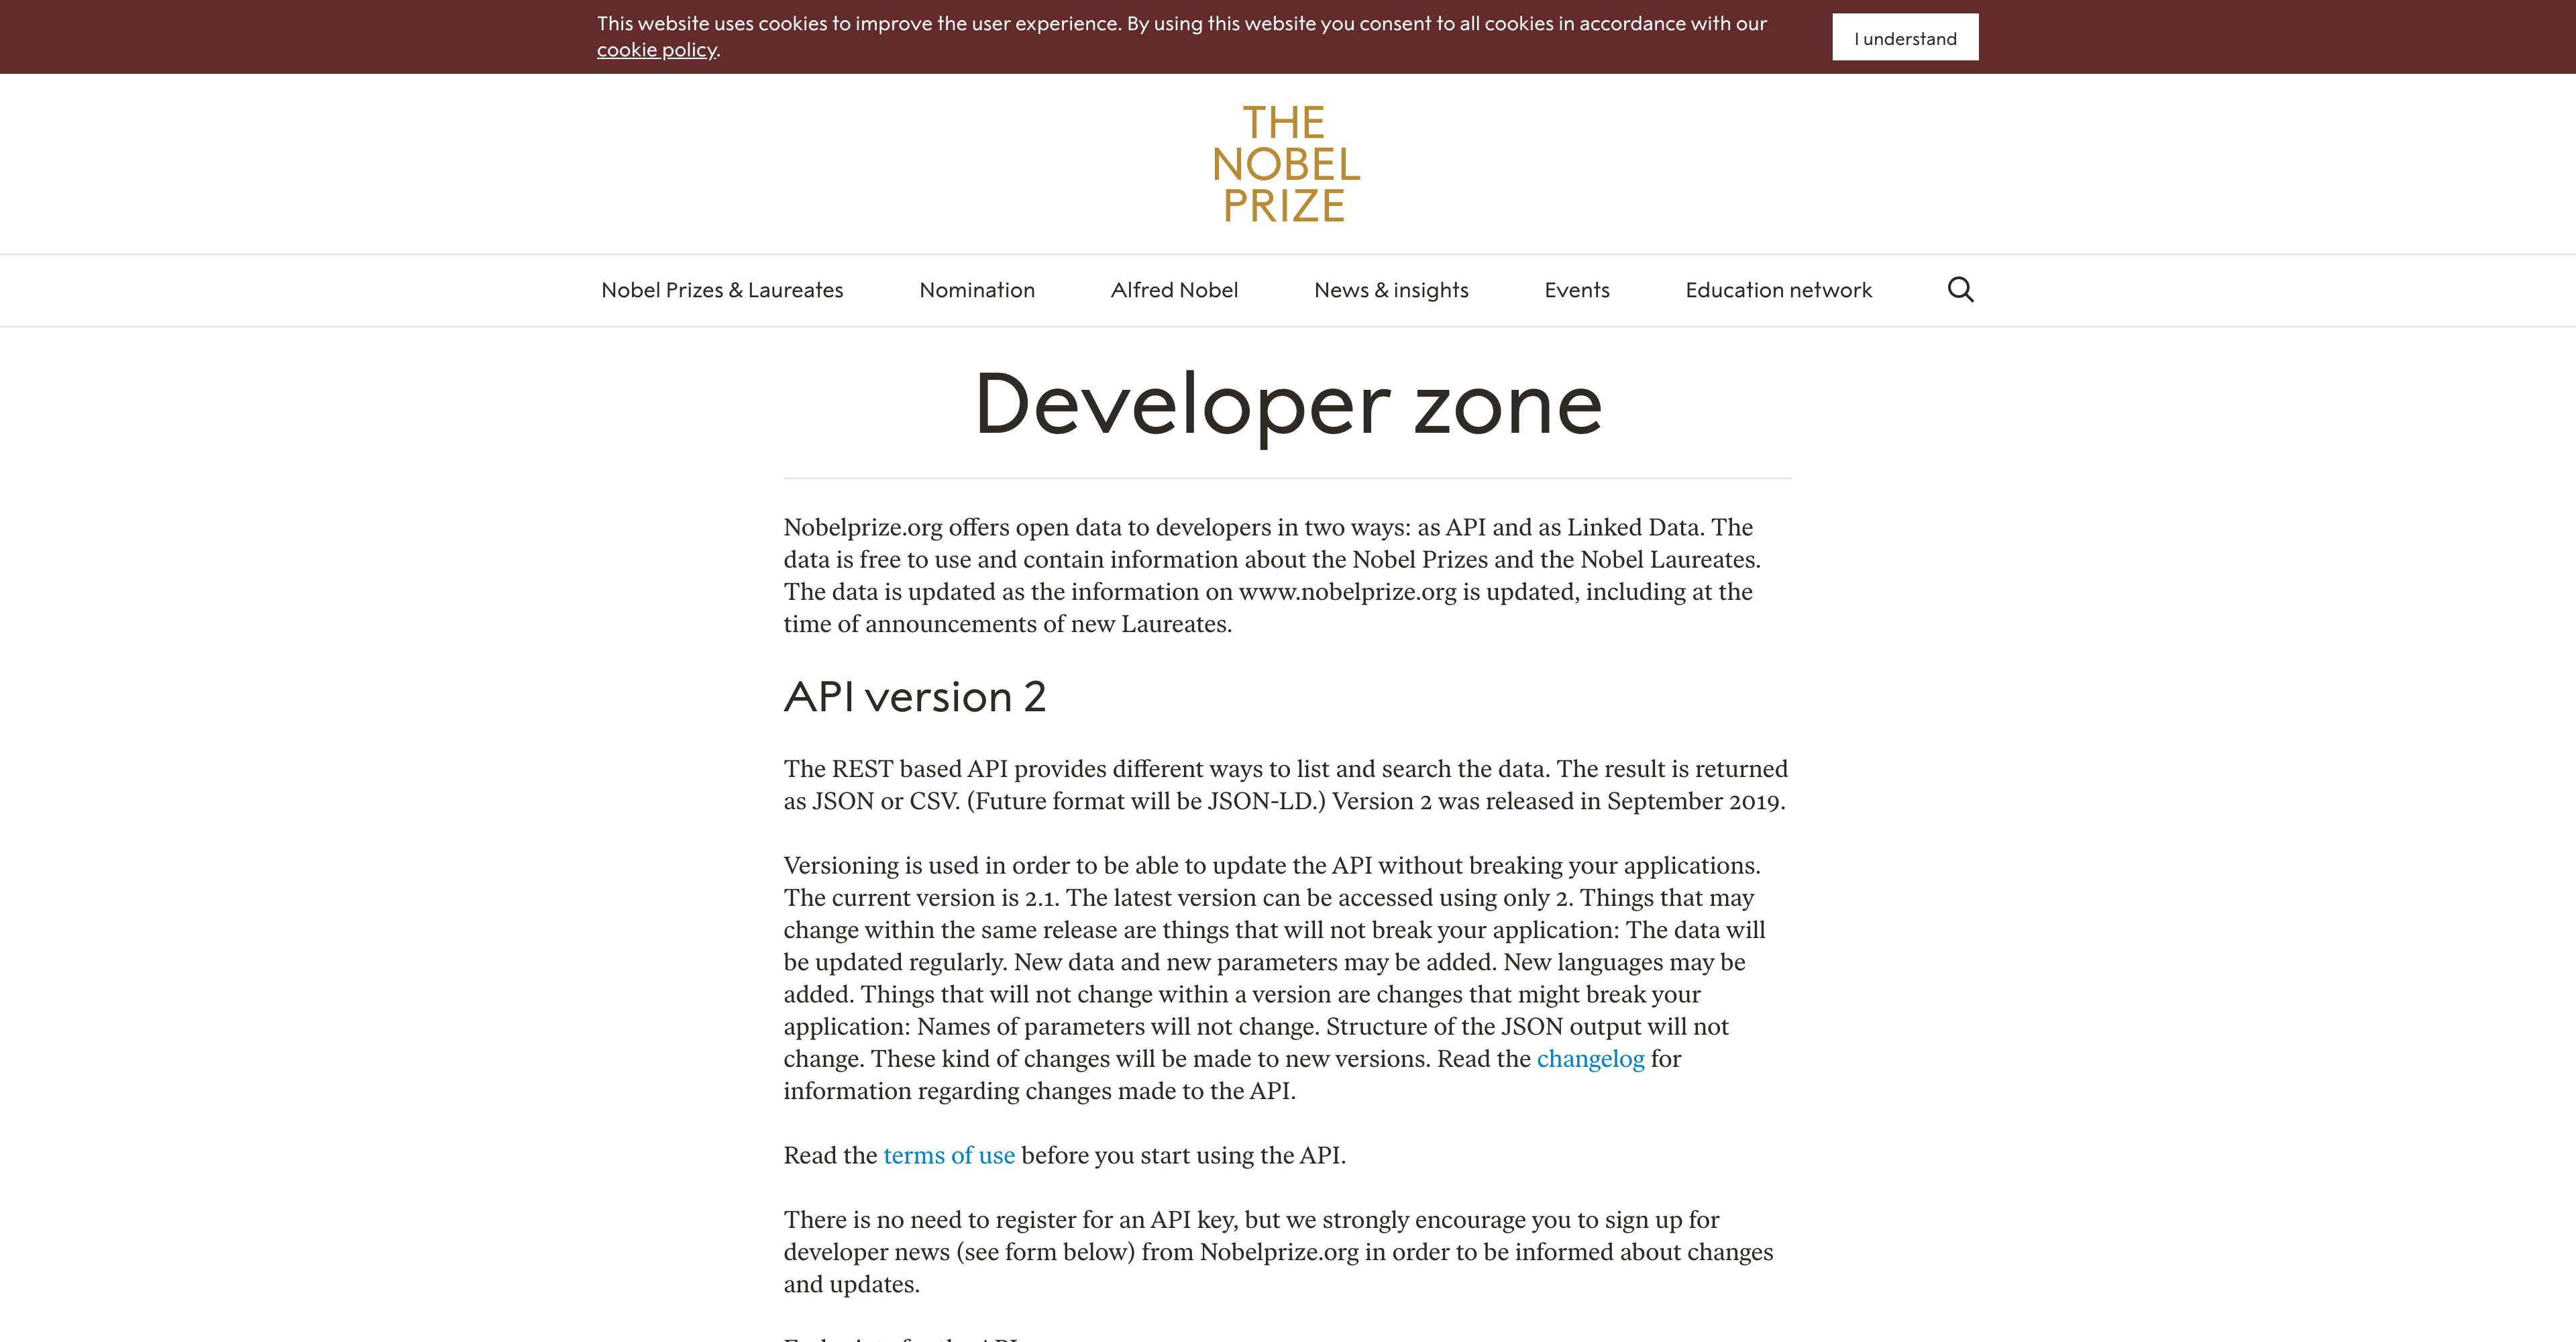 This website uses cookies to improve the user experience. By using this website you consent to all cookies in accordance with our
cookie policy.
I understand
THE
NOBEL
PRIZE
Nobel Prizes & Laureates
Nomination
Alfred Nobel
News & insights
Events
Education network
Developer zone
Nobelprize.org offers open data to developers in two ways: as API and as Linked Data. The
data is free to use and contain information about the Nobel Prizes and the Nobel Laureates.
The data is updated as the information on www.nobelprize.org is updated, including at the
time of announcements of new Laureates.
API version 2
The REST based API provides different ways to list and search the data. The result is returned
as JSON or CSV. (Future format will be JSON-LD.) Version 2 was released in September 2019.
Versioning is used in order to be able to update the API without breaking your applications.
The current version is 2.1. The latest version can be accessed using only 2. Things that may
change within the same release are things that will not break your application: The data will
be updated regularly. New data and new parameters may be added. New languages may be
added. Things that will not change within a version are changes that might break your
application: Names of parameters will not change. Structure of the JSON output will not
change. These kind of changes will be made to new versions. Read the changelog for
information regarding changes made to the API.
Read the terms of use before you start using the API.
There is no need to register for an API key, but we strongly encourage you to sign up for
developer news (see form below) from Nobelprize.org in order to be informed about changes
and updates.